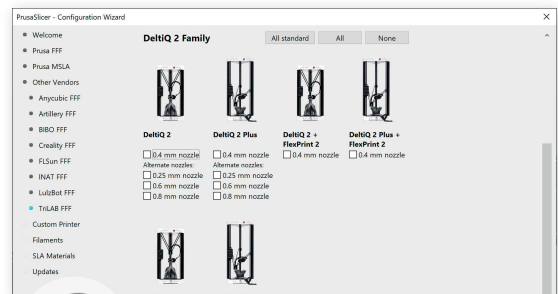 PrusaSlicer - Configuration Wizard
Welcome
Prusa FFF
Prusa MSLA
Other Vendors
Anycubic FFF
Artillery FFF
BIBO FFF
Creality FFF
FLSun FFF
INAT FFF
LulzBot FFF
TriLAB FFF
Custom Printer
Filaments
SLA Materials
Updates
DeltiQ 2 Family
All standard
All
None
DeltiQ 2
0.4 mm nozzle
Alternate nozzles:
0.25 mm nozzle
0.6 mm nozzle
0.8 mm nozzle
DeltiQ 2 Plus
0.4 mm nozzle
Alternate nozzles:
0.25 mm nozzle
0.6 mm nozzle
0.8 mm nozzle
DeltiQ 2 +
FlexPrint 2
0.4 mm nozzle
DeltiQ 2 Plus +
FlexPrint 2
0.4 mm nozzle